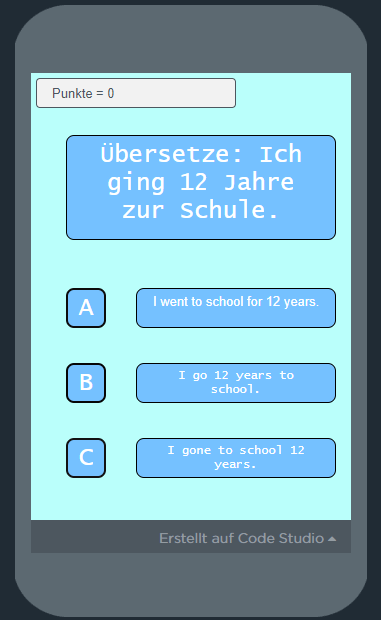 Punkte = 0
Übersetze: Ich
ging 12 Jahre
zur Schule.
A
I went to school for 12 years.
B
I go 12 years to
school.
C
I gone to school 12
years.
Erstellt auf Code Studio